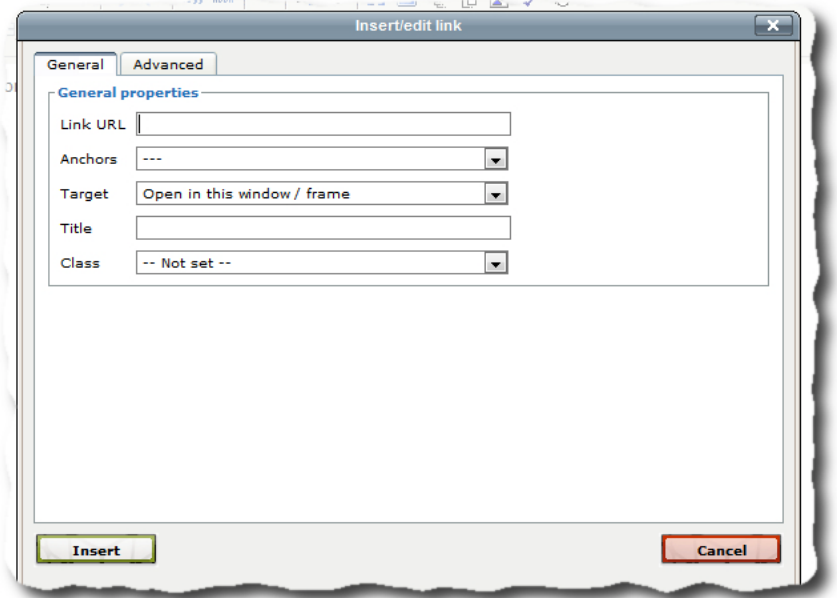 Insert/edit link
General Advanced
General properties
Link URL
Anchors ---
Target Open in this window / frame
Title
Class -- Not set --
Insert Cancel